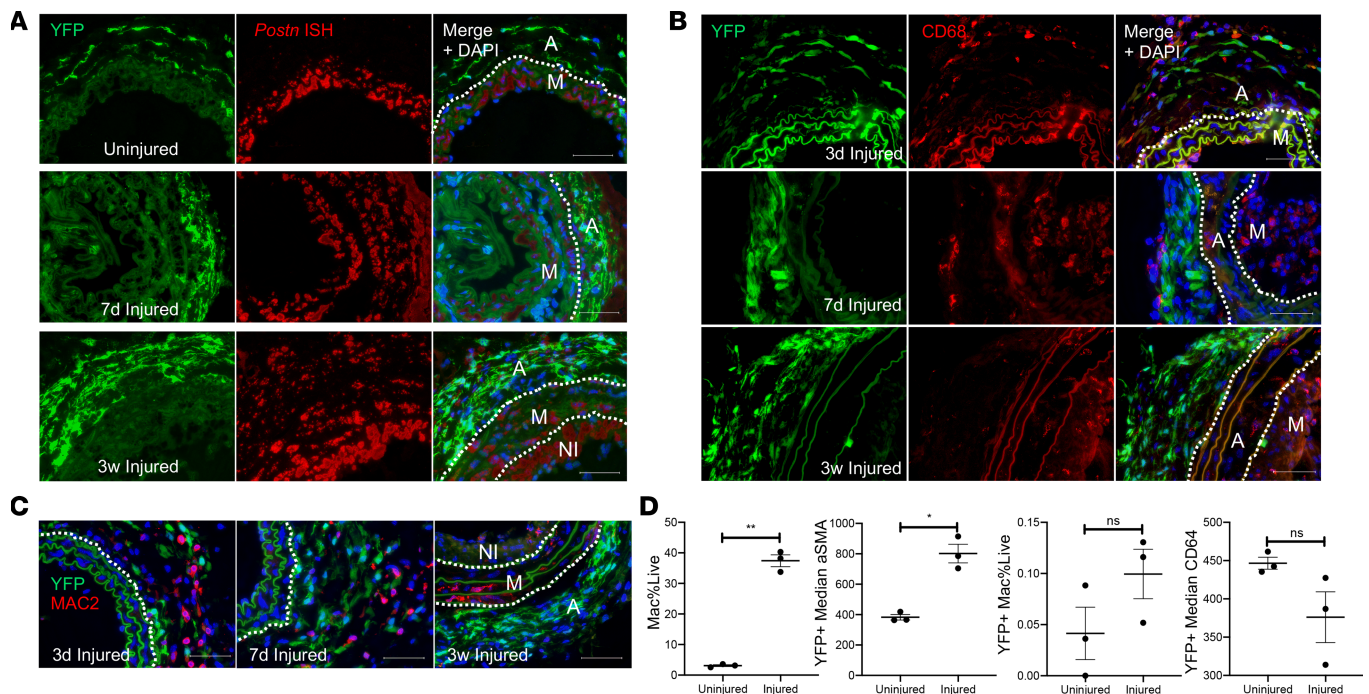 A
YFP
Postn ISH
Merge
+ DAPI
A
M
Uninjured
A
M
7d Injured
A
M
NI
3w Injured
B
YFP
CD68
Merge
+ DAPI
A
M
3d Injured
A
M
7d Injured
A
M
3w Injured
C
YFP
MAC2
3d Injured
7d Injured
NI
M
A
3w Injured
D
Mac%Live
50
40
30
20
10
0
**
Uninjured
Injured
YFP+ Median aSMA
1000
800
600
400
200
0
*
Uninjured
Injured
YFP+ Mac%Live
0.15
0.10
0.05
0.00
ns
Uninjured
Injured
YFP+ Median CD64
500
450
400
350
300
ns
Uninjured
Injured